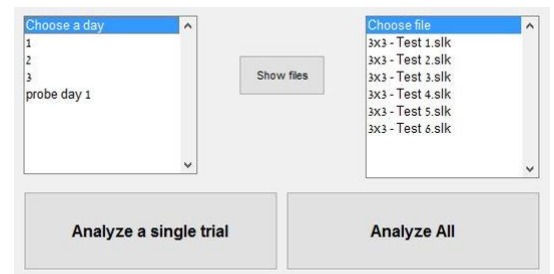 Choose a day
1
2
3
probe day 1
Show files
Choose file
3x3 - Test 1.slk
3x3 - Test 2.slk
3x3 - Test 3.slk
3x3 - Test 4.slk
3x3 - Test 5.slk
3x3 - Test 6.slk
Analyze a single trial
Analyze All